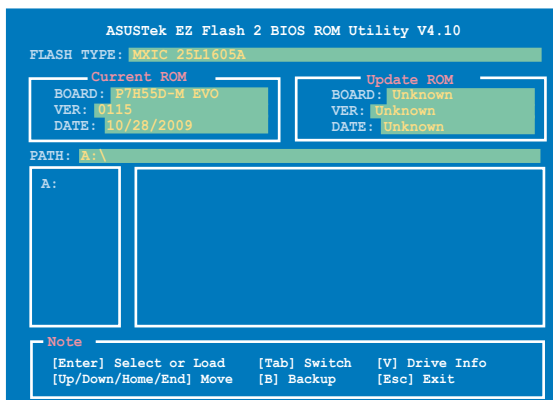 ASUSTek EZ Flash 2 BIOS ROM Utility V4.10
FLASH TYPE: MXIC 25L1605A
Current ROM
BOARD: P7H55D-M EVO
VER: 0115
DATE: 10/28/2009
Update ROM
BOARD: Unknown
VER: Unknown
DATE: Unknown
PATH: A:\
A:
Note
[Enter] Select or Load [Tab] Switch [V] Drive Info
[Up/Down/Home/End] Move [B] Backup [Esc] Exit